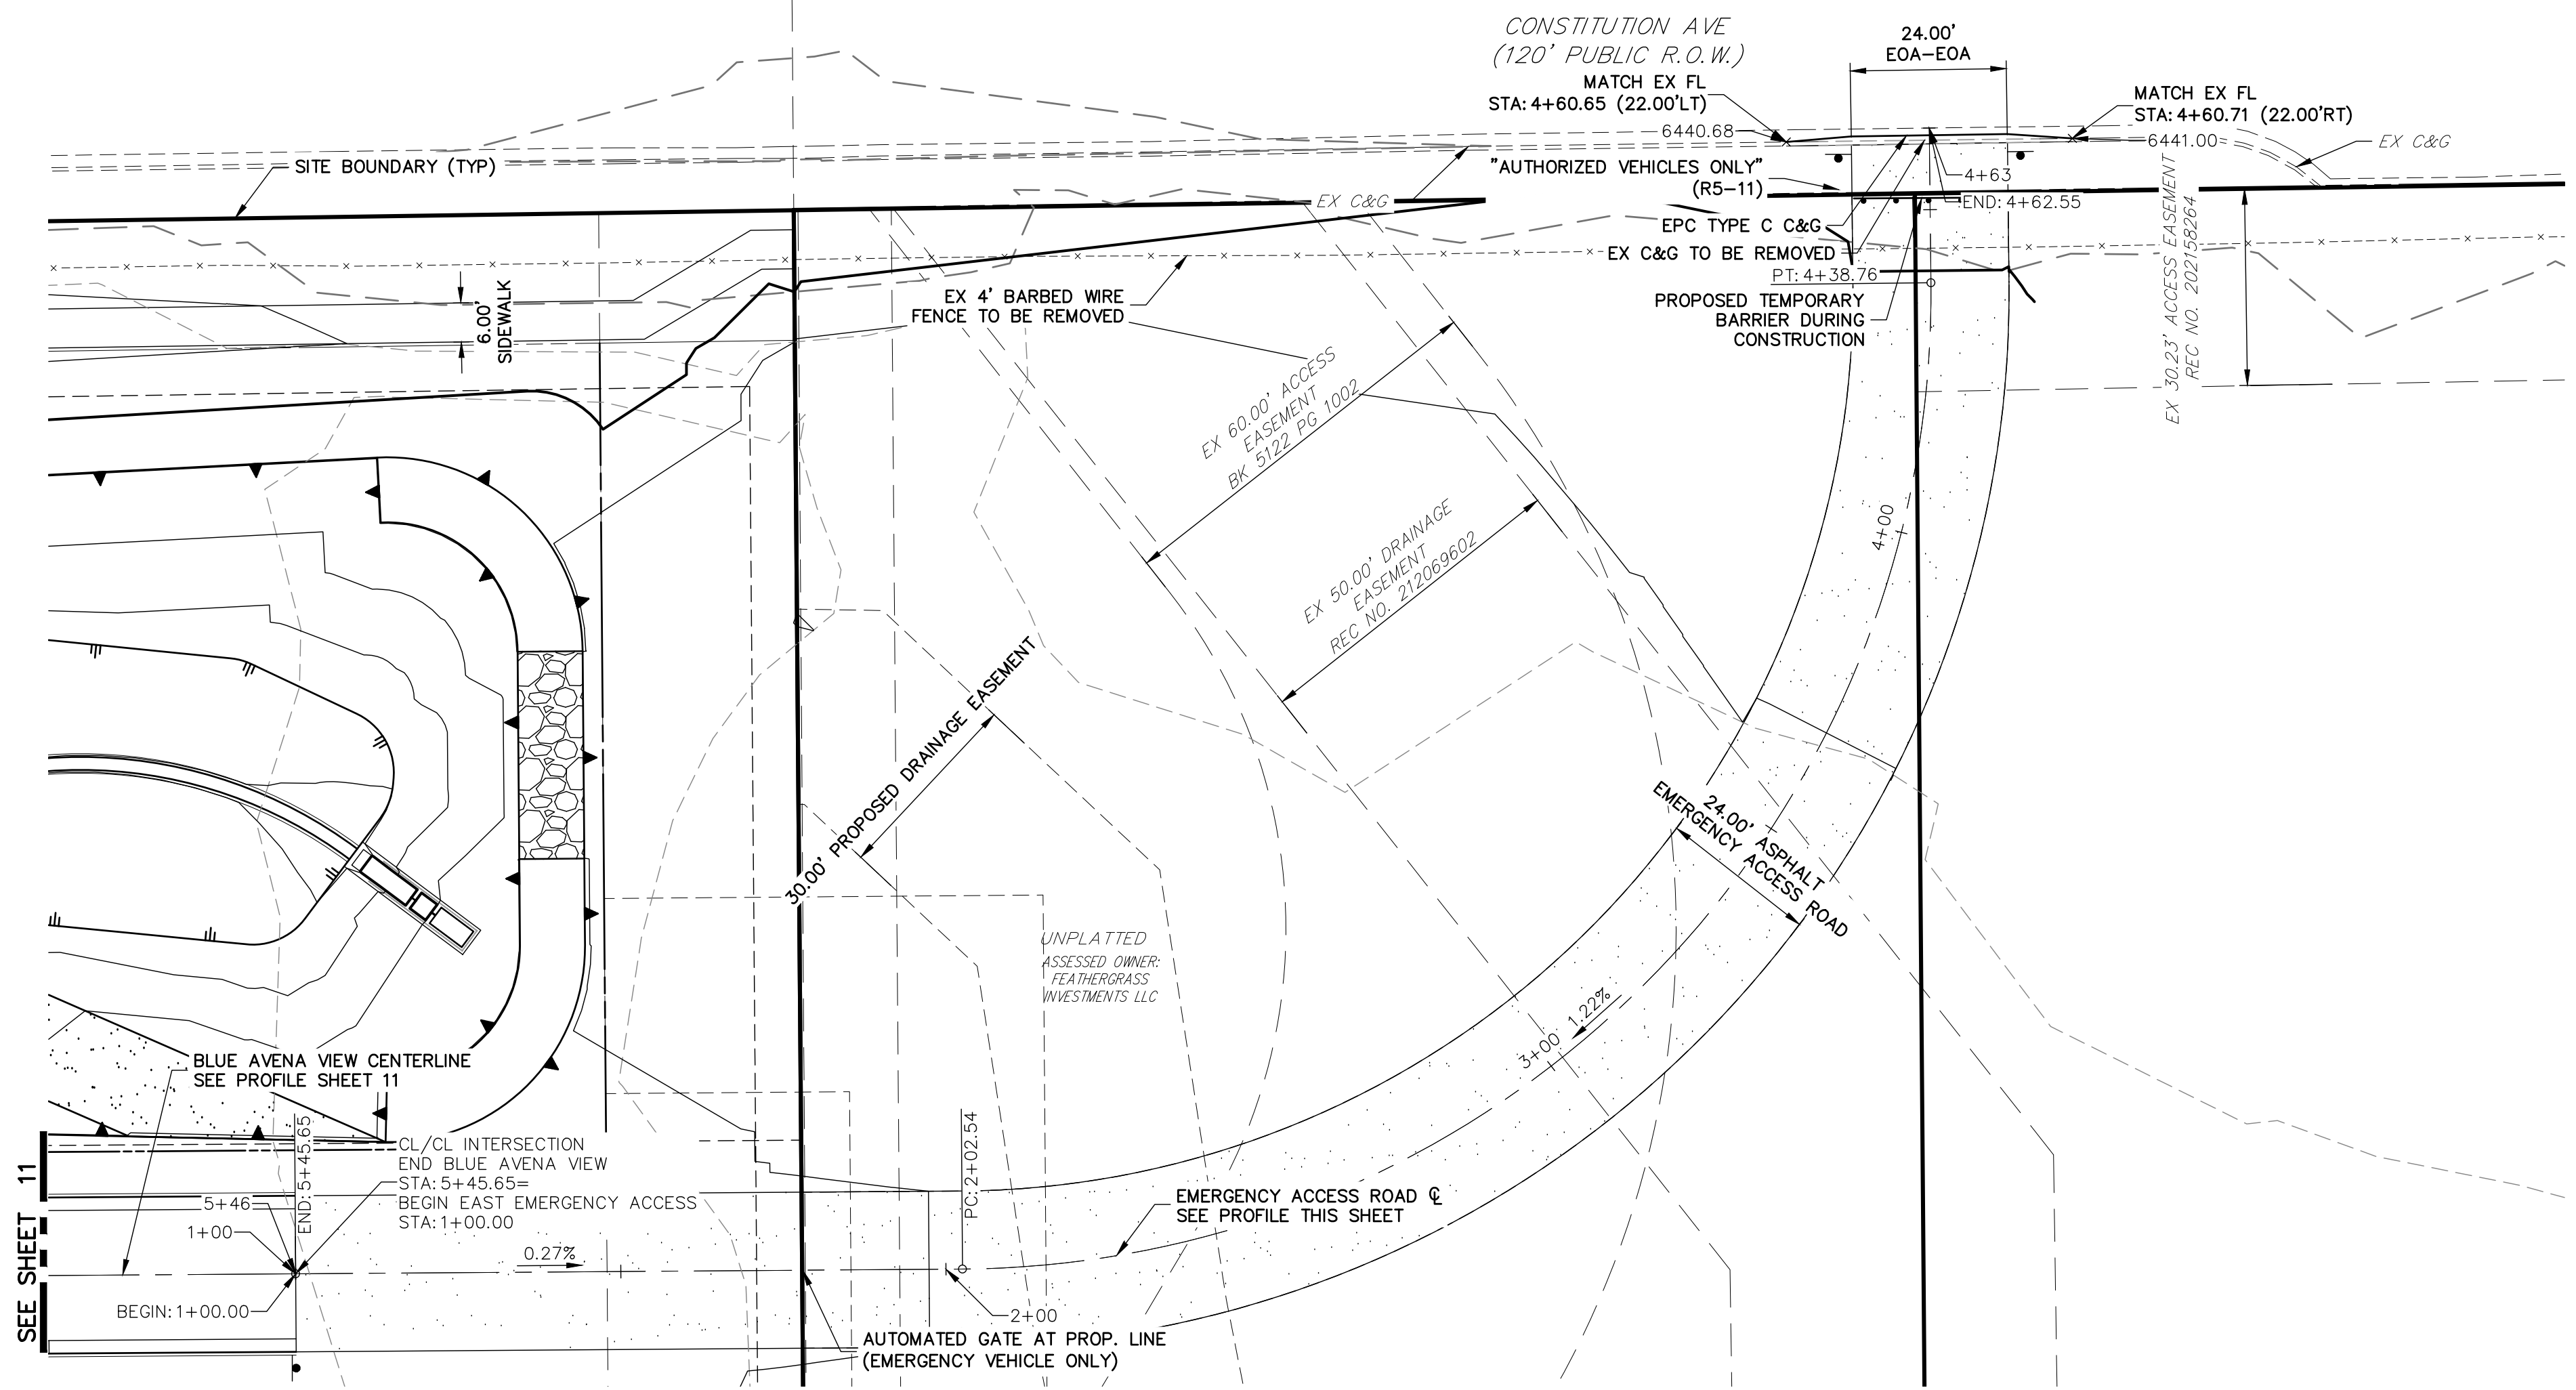 CONSTITUTION AVE
(120' PUBLIC R.O.W.)
24.00'
EOA-EOA
MATCH EX FL
STA: 4+60.65 (22.00'LT)
MATCH EX FL
STA: 4+60.71 (22.00'RT)
6440.68
6441.00
EX C&G
SITE BOUNDARY (TYP)
"AUTHORIZED VEHICLES ONLY"
(R5-11)
4+63
END: 4+62.55
EX C&G
EPC TYPE C C&G
EX C&G TO BE REMOVED
PT: 4+38.76
PROPOSED TEMPORARY
BARRIER DURING
CONSTRUCTION
EX 30.23' ACCESS EASEMENT
REC NO. 202158264
6.00'
SIDEWALK
EX 4' BARBED WIRE
FENCE TO BE REMOVED
EX 60.00' ACCESS
EASEMENT
BK 5122 PG 1002
EX 50.00' DRAINAGE
EASEMENT
REC NO. 212069602
4+00
30.00' PROPOSED DRAINAGE EASEMENT
24.00' ASPHALT
EMERGENCY ACCESS ROAD
UNPLATTED
ASSESSED OWNER:
FEATHERGRASS
INVESTMENTS LLC
1.22%
3+00
BLUE AVENA VIEW CENTERLINE
SEE PROFILE SHEET 11
END: 5+45.65
CL/CL INTERSECTION
END BLUE AVENA VIEW
STA: 5+45.65=
BEGIN EAST EMERGENCY ACCESS
STA: 1+00.00
5+46
1+00
BEGIN: 1+00.00
0.27%
PC: 2+02.54
2+00
EMERGENCY ACCESS ROAD ℄
SEE PROFILE THIS SHEET
AUTOMATED GATE AT PROP. LINE
(EMERGENCY VEHICLE ONLY)
SEE SHEET 11